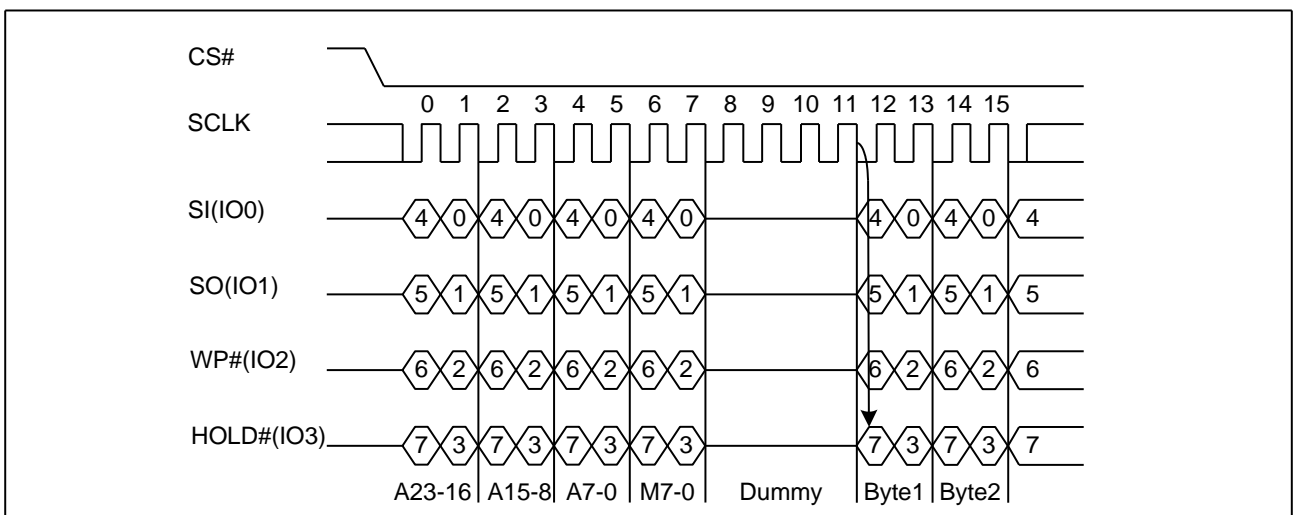 CS#
0 1 2 3 4 5 6 7 8 9 10 11 12 13 14 15
SCLK
SI(IO0) 4 0 4 0 4 0 4 0 4 0 4 0 4
SO(IO1) 5 1 5 1 5 1 5 1 5 1 5 1 5
WP#(IO2) 6 2 6 2 6 2 6 2 6 2 6 2 6
HOLD#(IO3) 7 3 7 3 7 3 7 3 7 3 7 3 7
A23-16 A15-8 A7-0 M7-0 Dummy Byte1 Byte2